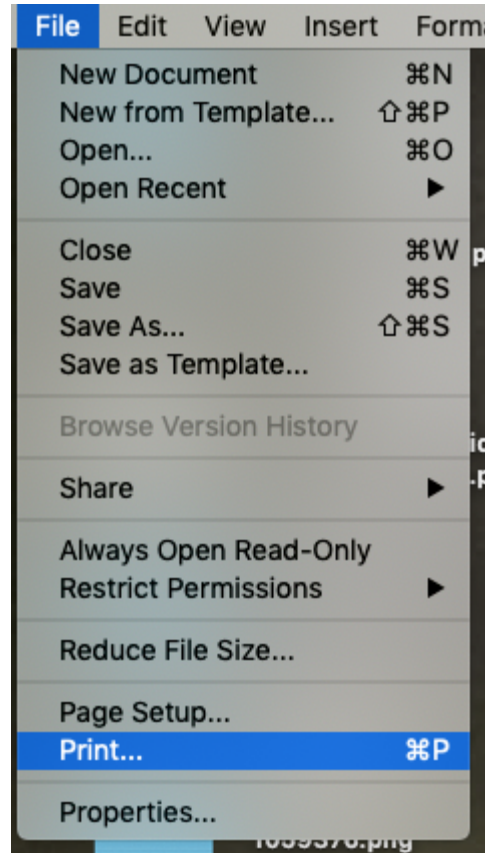 File Edit View Insert Forma
New Document ⌘N
New from Template... ⇧⌘P
Open... ⌘O
Open Recent ▶
Close ⌘W
Save ⌘S
Save As... ⇧⌘S
Save as Template...
Browse Version History
Share ▶
Always Open Read-Only
Restrict Permissions ▶
Reduce File Size...
Page Setup...
Print... ⌘P
Properties...